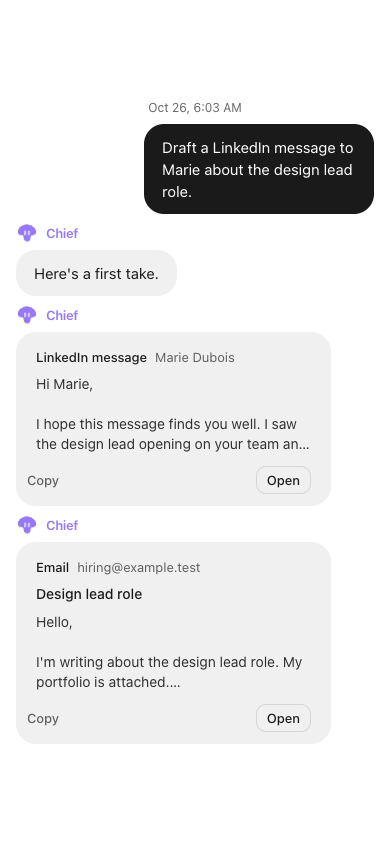 Oct 26, 6:03 AM
Draft a LinkedIn message to
Marie about the design lead
role.
Chief
Here's a first take.
Chief
LinkedIn message Marie Dubois
Hi Marie,
I hope this message finds you well. I saw
the design lead opening on your team an...
Copy
Open
Chief
Email hiring@example.test
Design lead role
Hello,
I'm writing about the design lead role. My
portfolio is attached....
Copy
Open